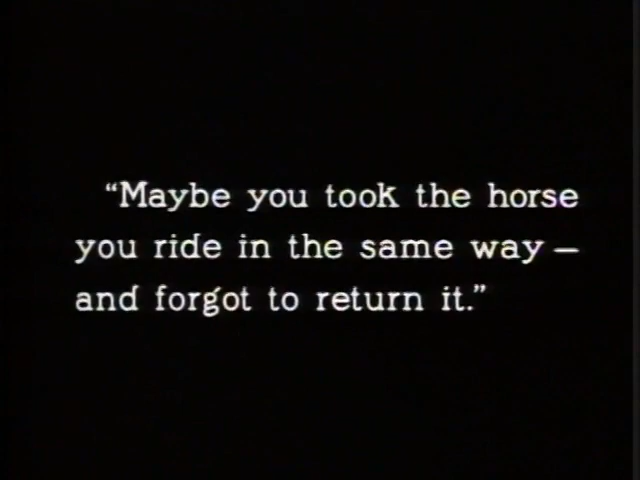 “Maybe you took the horse
you ride in the same way —
and forgot to return it.”